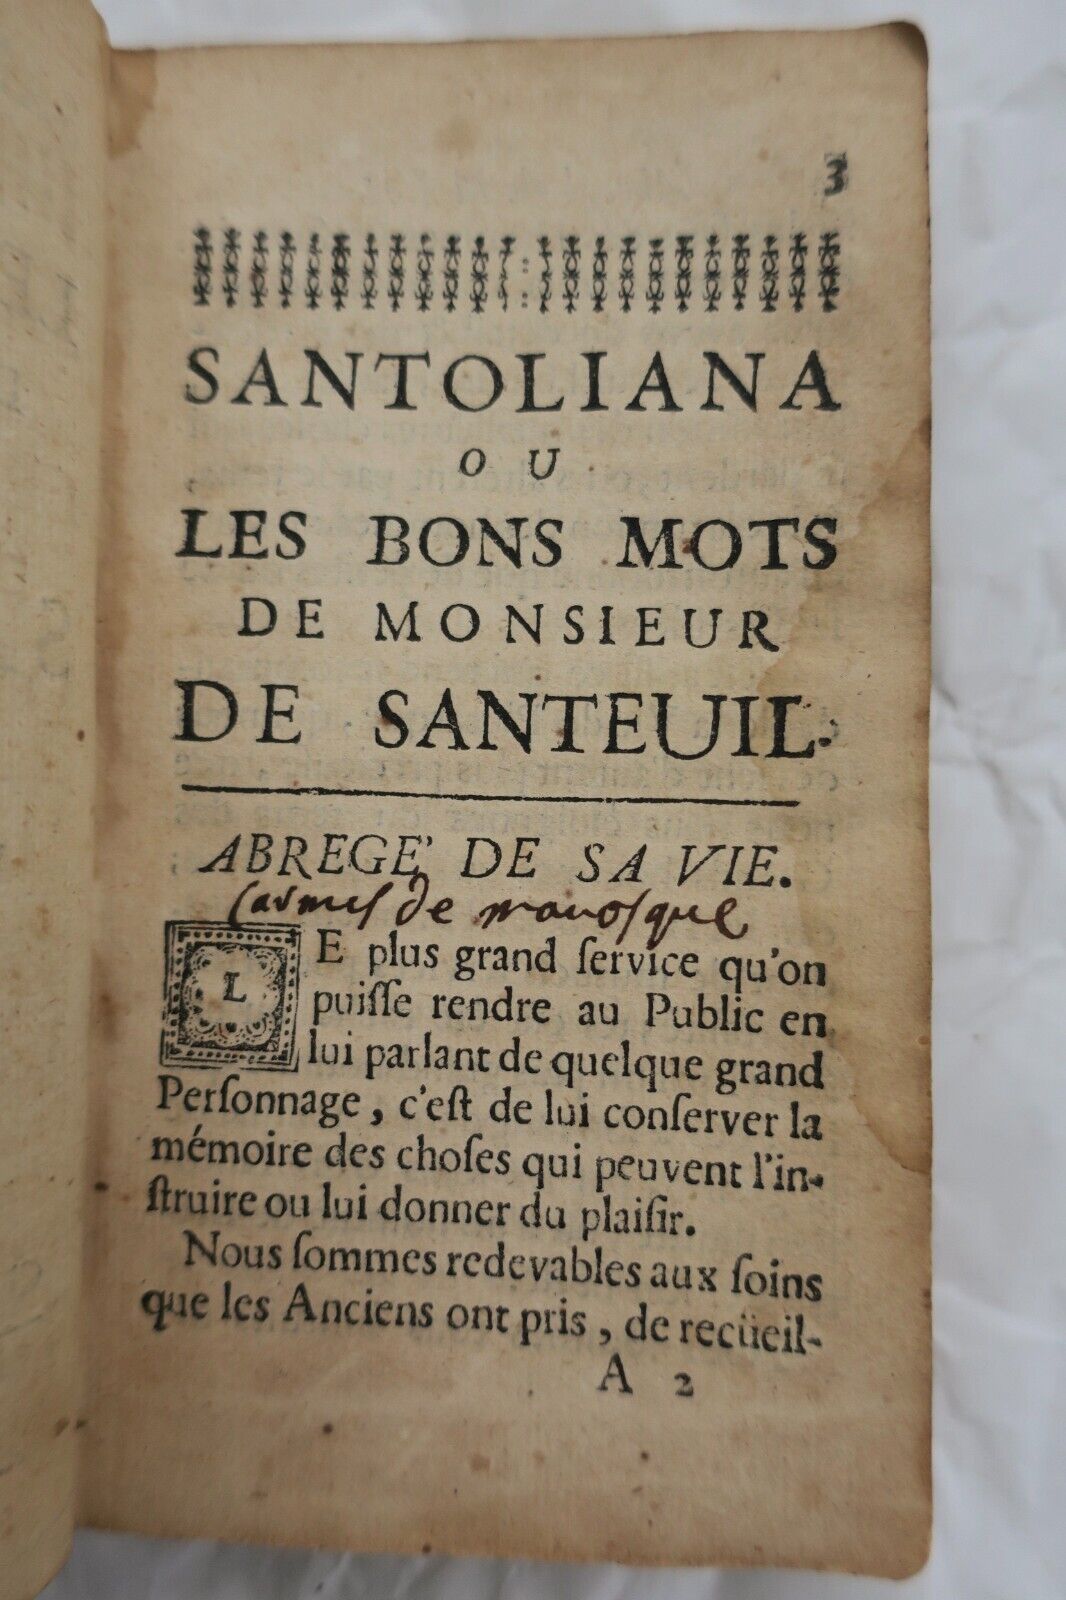 3
SANTOLIANA
OU
LES BONS MOTS
DE MONSIEUR
DE SANTEUIL.
ABREGE' DE SA VIE.
Carmes de manosque
LE plus grand ſervice qu'on
puiſſe rendre au Public en
lui parlant de quelque grand
Perſonnage, c'eſt de lui conſerver la
mémoire des choſes qui peuvent l'in-
ſtruire ou lui donner du plaiſir.
Nous ſommes redevables aux ſoins
que les Anciens ont pris, de recüeil-
A 2